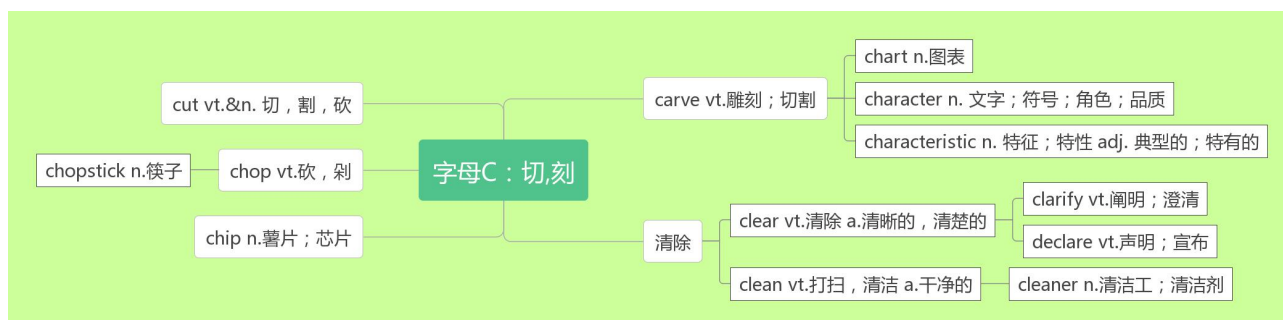 cut vt.&n. 切，割，砍
chopstick n.筷子
chop vt.砍，剁
chip n.薯片；芯片
字母C：切,刻
carve vt.雕刻；切割
chart n.图表
character n. 文字；符号；角色；品质
characteristic n. 特征；特性 adj. 典型的；特有的
清除
clear vt.清除 a.清晰的，清楚的
clarify vt.阐明；澄清
declare vt.声明；宣布
clean vt.打扫，清洁 a.干净的
cleaner n.清洁工；清洁剂